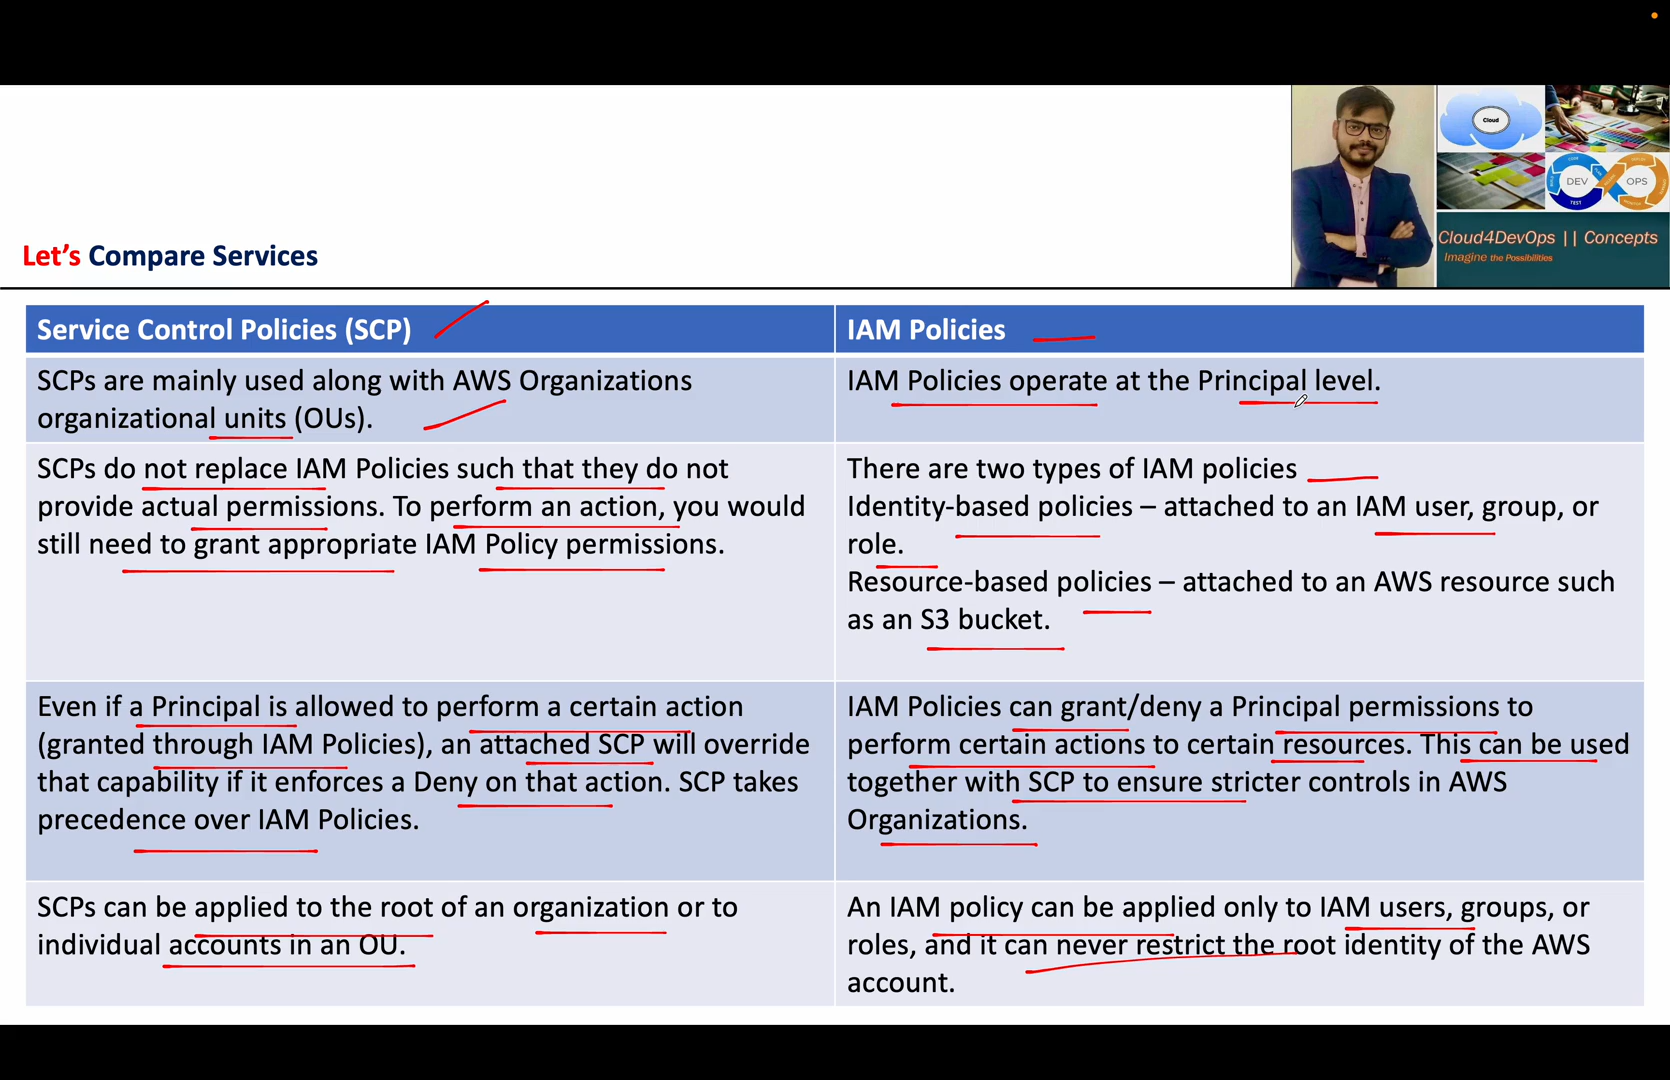 Cloud
DEV
OPS
TEST
Cloud4DevOps || Concepts
Imagine the Possibilities
Let's Compare Services
Service Control Policies (SCP)
IAM Policies
SCPs are mainly used along with AWS Organizations
organizational units (OUs).
IAM Policies operate at the Principal level.
SCPs do not replace IAM Policies such that they do not
provide actual permissions. To perform an action, you would
still need to grant appropriate IAM Policy permissions.
There are two types of IAM policies
Identity-based policies – attached to an IAM user, group, or
role.
Resource-based policies – attached to an AWS resource such
as an S3 bucket.
Even if a Principal is allowed to perform a certain action
(granted through IAM Policies), an attached SCP will override
that capability if it enforces a Deny on that action. SCP takes
precedence over IAM Policies.
IAM Policies can grant/deny a Principal permissions to
perform certain actions to certain resources. This can be used
together with SCP to ensure stricter controls in AWS
Organizations.
SCPs can be applied to the root of an organization or to
individual accounts in an OU.
An IAM policy can be applied only to IAM users, groups, or
roles, and it can never restrict the root identity of the AWS
account.